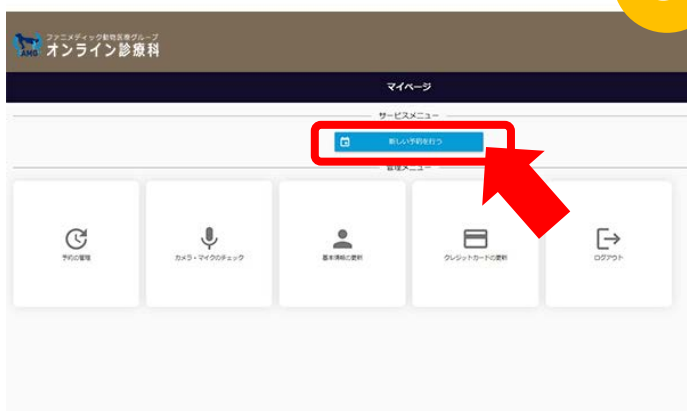 ファニメディック動物医療グループ
AMG オンライン診療科
マイページ
サービスメニュー
新しい予約を行う
管理メニュー
予約の管理
カメラ・マイクのチェック
基本情報の更新
クレジットカードの更新
ログアウト